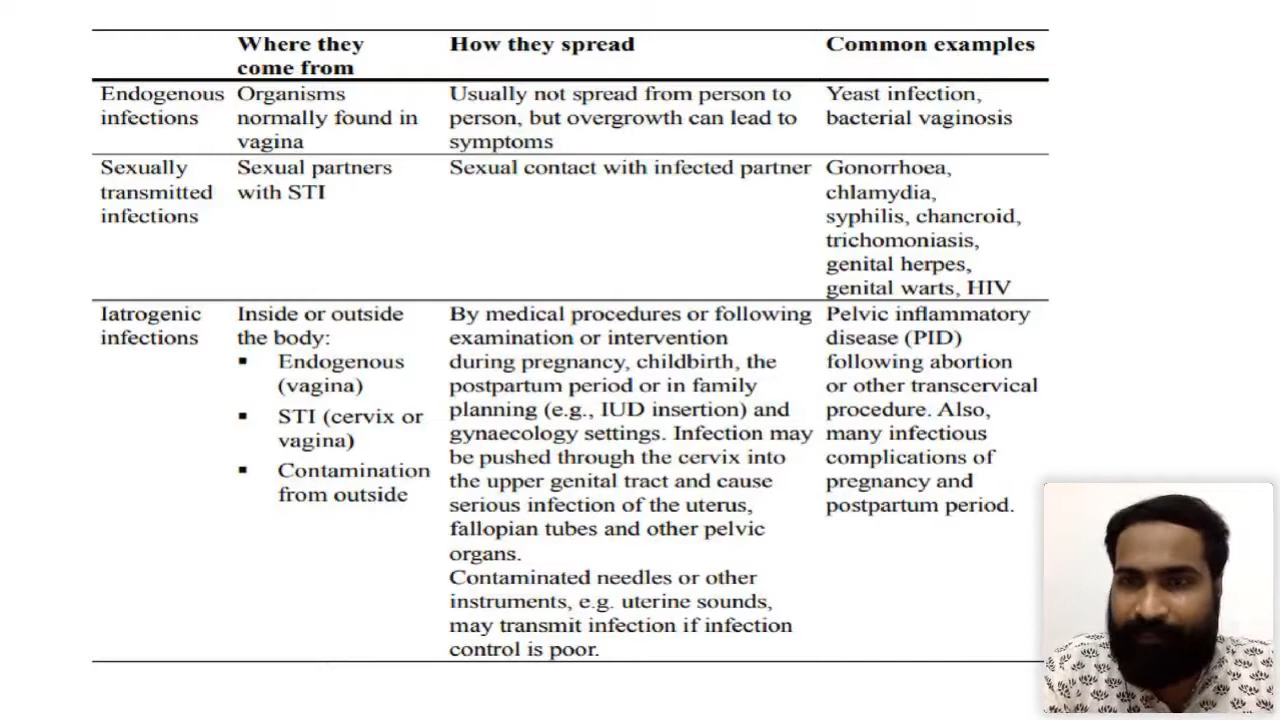 Where they come from
How they spread
Common examples
Endogenous infections
Organisms normally found in vagina
Usually not spread from person to person, but overgrowth can lead to symptoms
Yeast infection, bacterial vaginosis
Sexually transmitted infections
Sexual partners with STI
Sexual contact with infected partner
Gonorrhoea, chlamydia, syphilis, chancroid, trichomoniasis, genital herpes, genital warts, HIV
Iatrogenic infections
Inside or outside the body:
▪ Endogenous (vagina)
▪ STI (cervix or vagina)
▪ Contamination from outside
By medical procedures or following examination or intervention during pregnancy, childbirth, the postpartum period or in family planning (e.g., IUD insertion) and gynaecology settings. Infection may be pushed through the cervix into the upper genital tract and cause serious infection of the uterus, fallopian tubes and other pelvic organs.
Contaminated needles or other instruments, e.g. uterine sounds, may transmit infection if infection control is poor.
Pelvic inflammatory disease (PID) following abortion or other transcervical procedure. Also, many infectious complications of pregnancy and postpartum period.